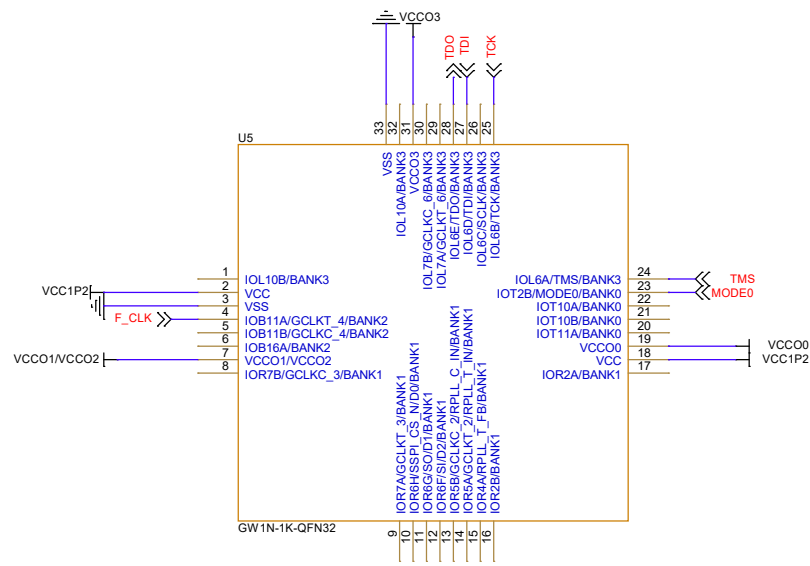 VCCO3
TDO
TDI
TCK
33
32
31
30
29
28
27
26
25
U5
VSS
IOL10A/BANK3
VCCO3
IOL7B/GCLKC_6/BANK3
IOL7A/GCLKT_6/BANK3
IOL6E/TDO/BANK3
IOL6D/TDI/BANK3
IOL6C/SCLK/BANK3
IOL6B/TCK/BANK3
1 IOL10B/BANK3
VCC1P2 2 VCC
3 VSS
F_CLK 4 IOB11A/GCLKT_4/BANK2
5 IOB11B/GCLKC_4/BANK2
6 IOB16A/BANK2
VCCO1/VCCO2 7 VCCO1/VCCO2
8 IOR7B/GCLKC_3/BANK1
IOL6A/TMS/BANK3 24 TMS
IOT2B/MODE0/BANK0 23 MODE0
IOT10A/BANK0 22
IOT10B/BANK0 21
IOT11A/BANK0 20
VCCO0 19 VCCO0
VCC 18 VCC1P2
IOR2A/BANK1 17
IOR7A/GCLKT_3/BANK1
IOR6H/SSPI_CS_N/D0/BANK1
IOR6G/SO/D1/BANK1
IOR6F/SI/D2/BANK1
IOR5B/GCLKC_2/RPLL_C_IN/BANK1
IOR5A/GCLKT_2/RPLL_T_IN/BANK1
IOR4A/RPLL_T_FB/BANK1
IOR2B/BANK1
GW1N-1K-QFN32
9
10
11
12
13
14
15
16